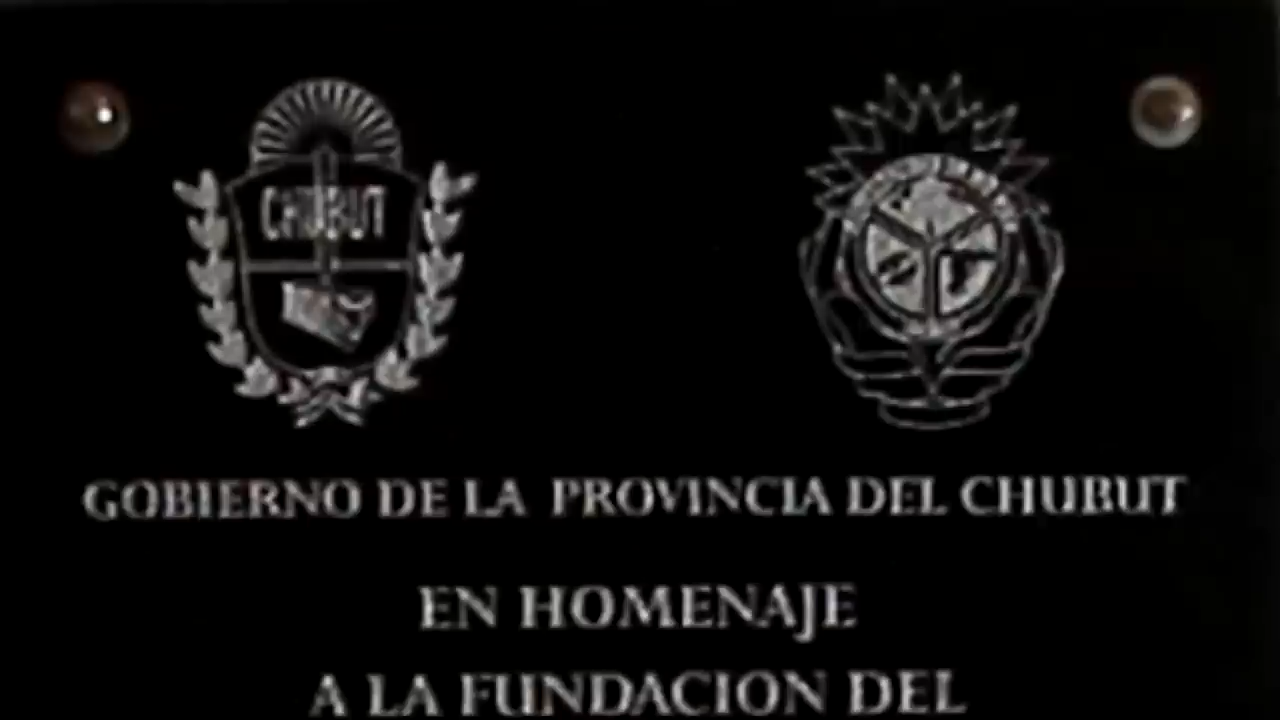 CHUBUT
GOBIERNO DE LA PROVINCIA DEL CHUBUT
EN HOMENAJE
A LA FUNDACION DEL